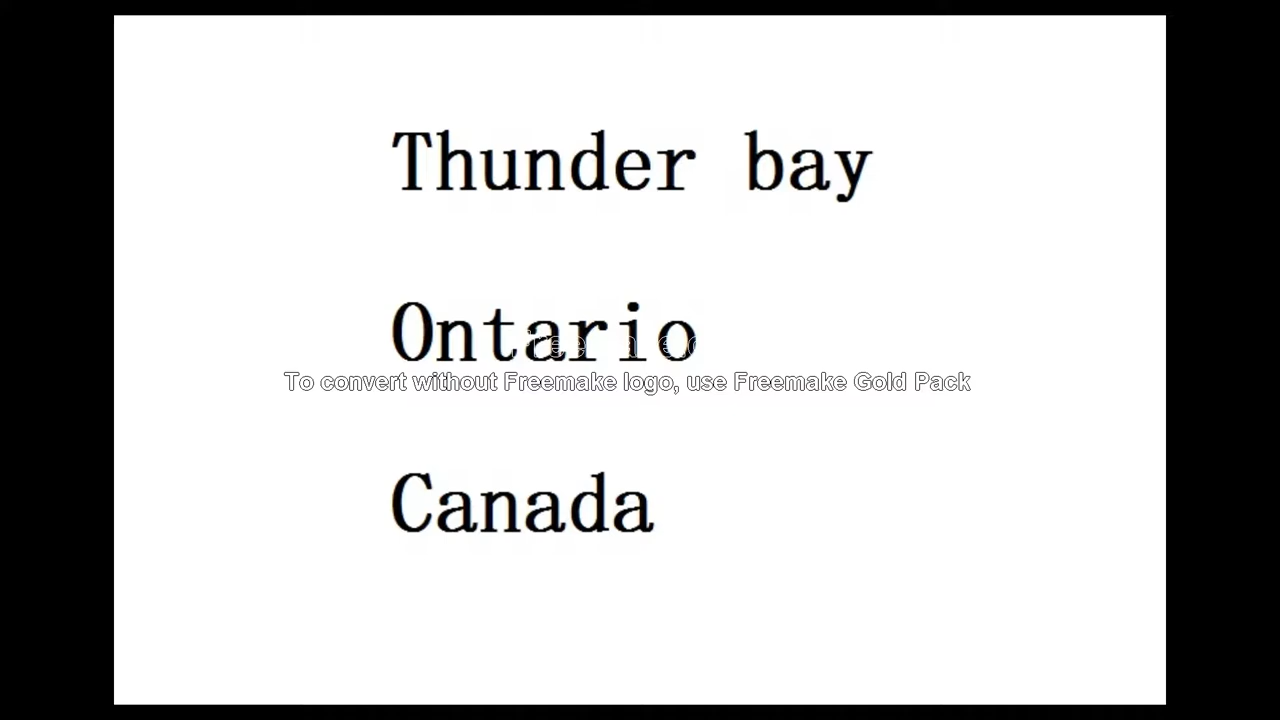 Thunder bay
Ontario
To convert without Freemake logo, use Freemake Gold Pack
Canada